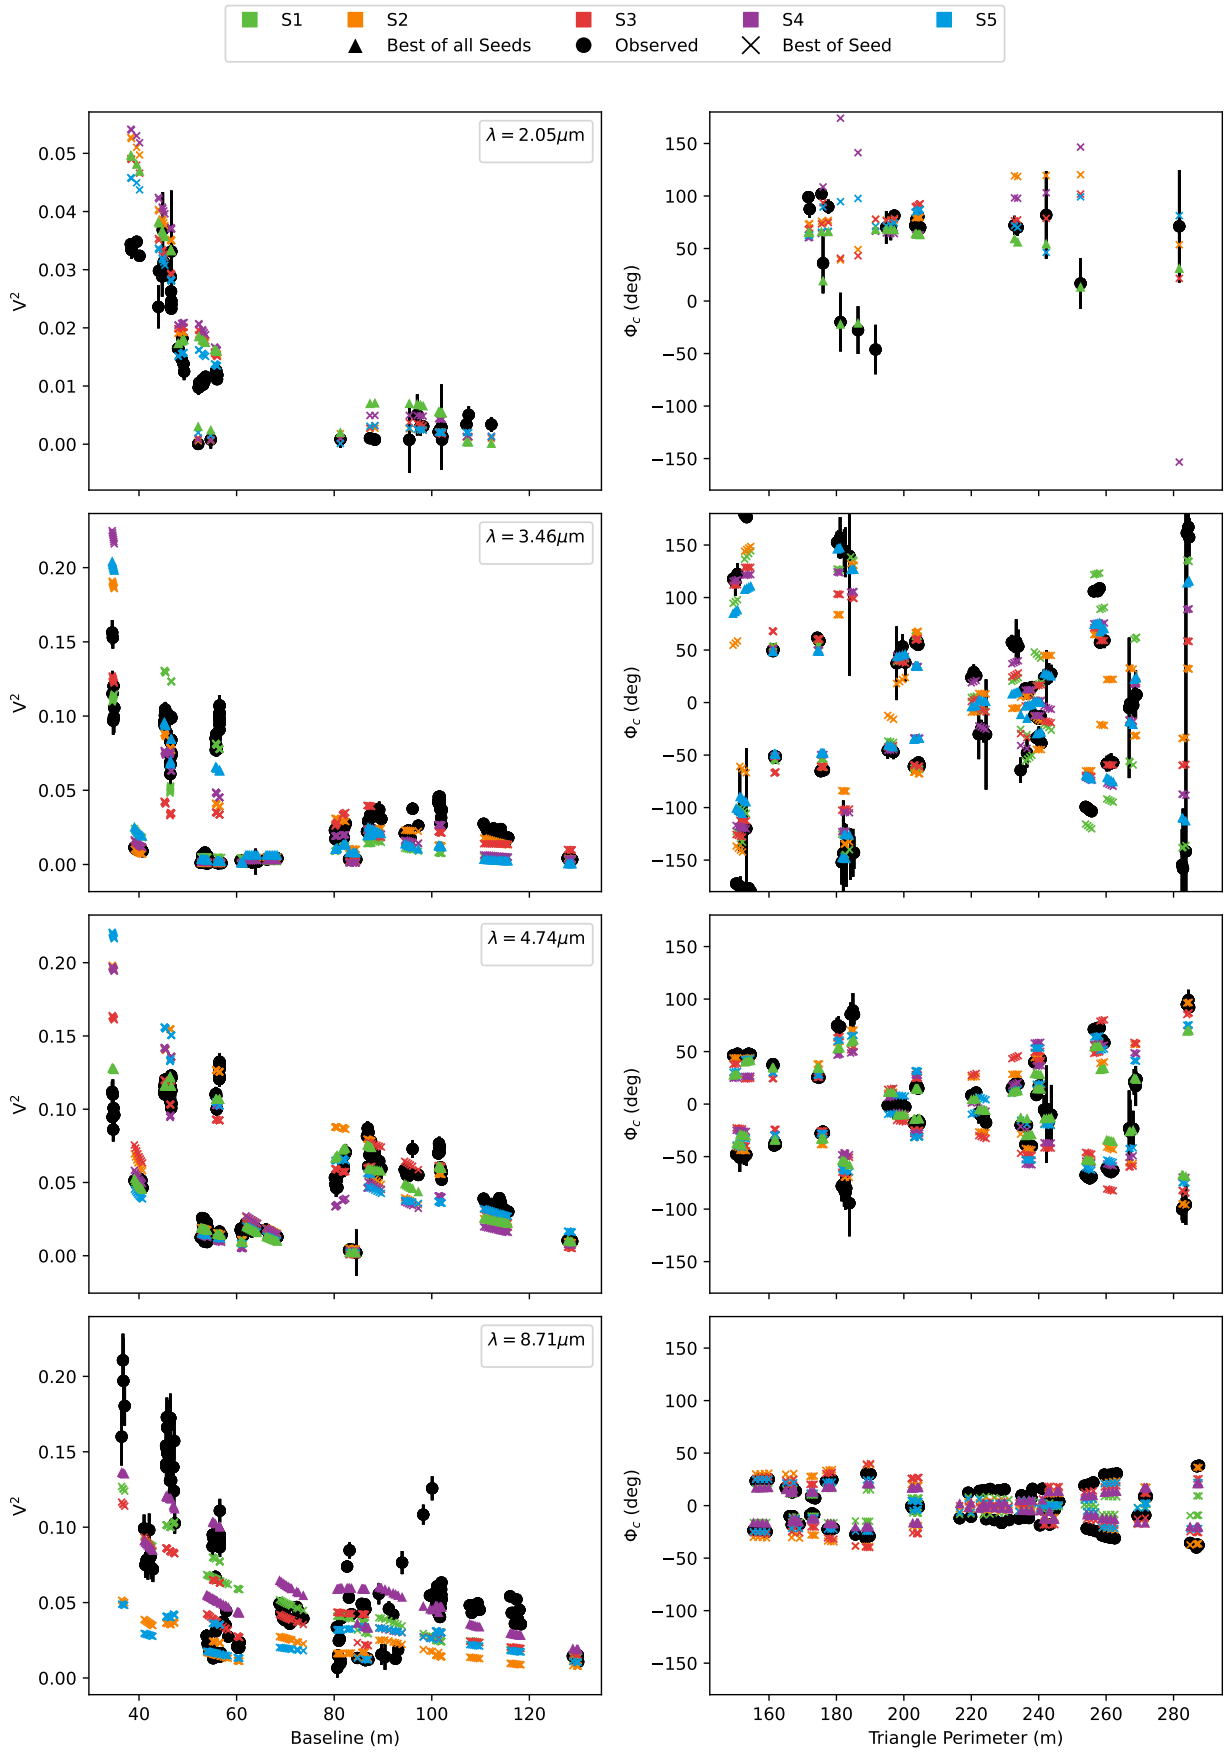 S1 S2 S3 S4 S5
Best of all Seeds Observed Best of Seed
λ = 2.05μm
0.05
0.04
0.03
0.02
0.01
0.00
V²
150
100
50
0
−50
−100
−150
Φc (deg)
λ = 3.46μm
0.20
0.15
0.10
0.05
0.00
V²
150
100
50
0
−50
−100
−150
Φc (deg)
λ = 4.74μm
0.20
0.15
0.10
0.05
0.00
V²
150
100
50
0
−50
−100
−150
Φc (deg)
λ = 8.71μm
0.20
0.15
0.10
0.05
0.00
V²
40 60 80 100 120
Baseline (m)
150
100
50
0
−50
−100
−150
Φc (deg)
160 180 200 220 240 260 280
Triangle Perimeter (m)